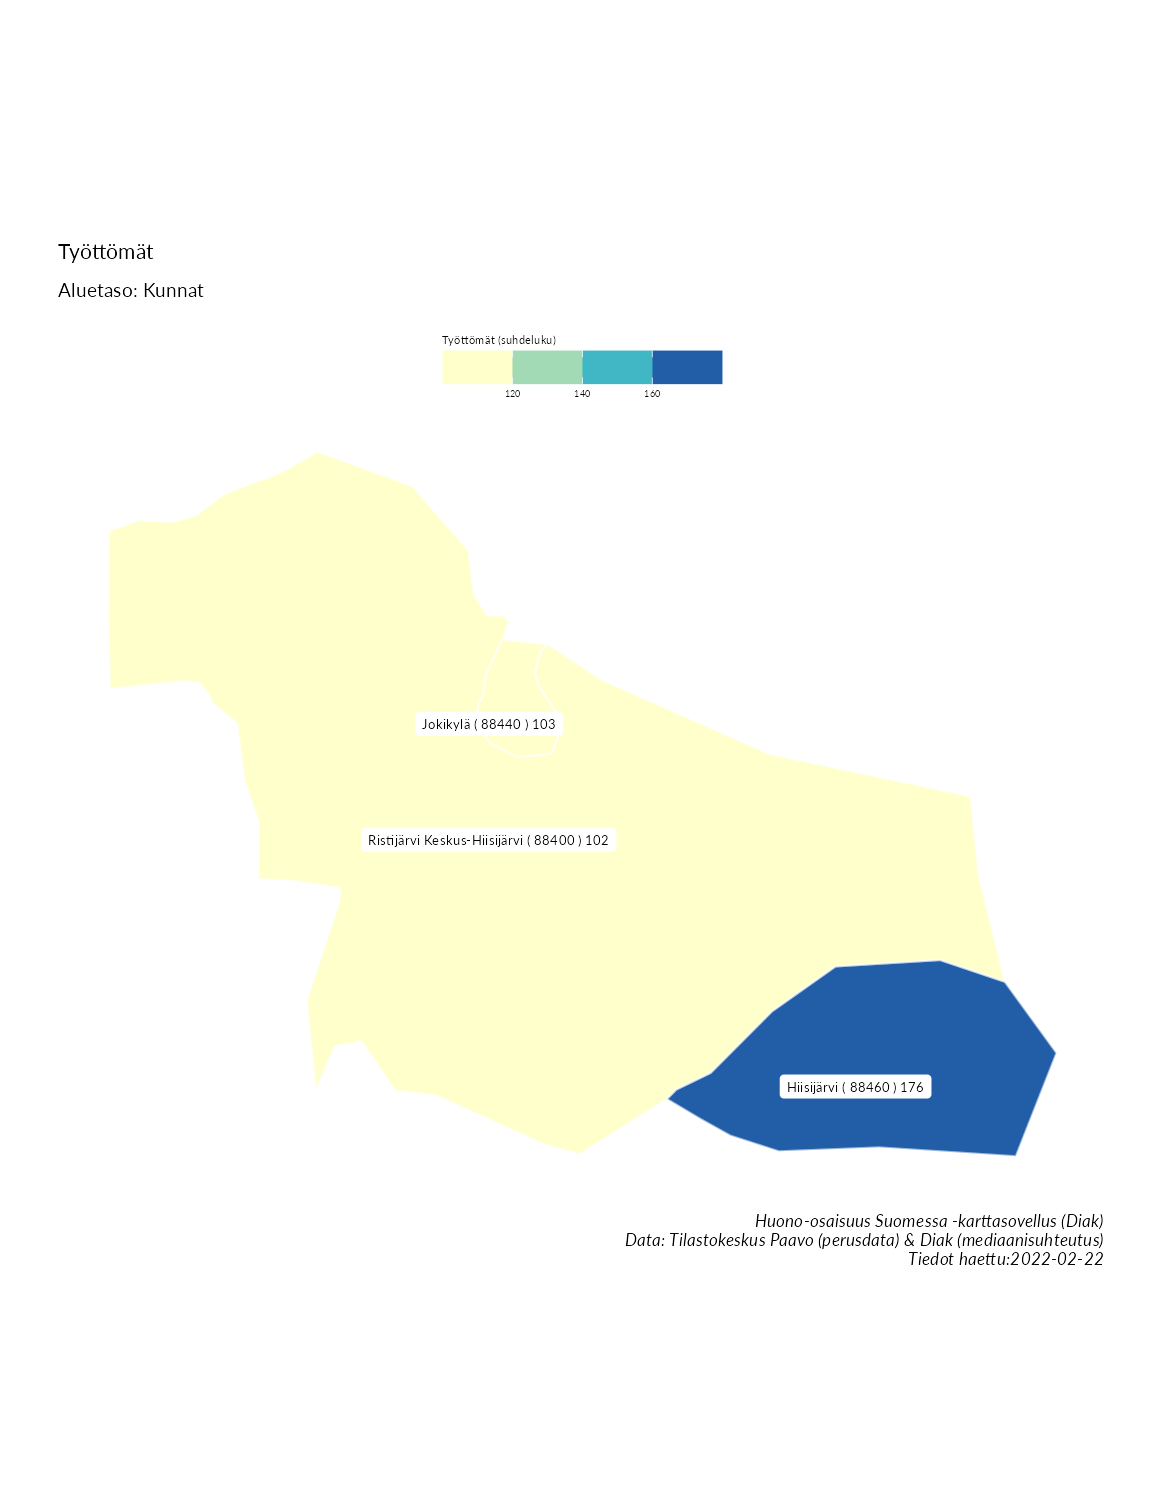 Työttömät
Aluetaso: Kunnat
Työttömät (suhdeluku)
120 140 160
Jokikylä ( 88440 ) 103
Ristijärvi Keskus-Hiisijärvi ( 88400 ) 102
Hiisijärvi ( 88460 ) 176
Huono-osaisuus Suomessa -karttasovellus (Diak)
Data: Tilastokeskus Paavo (perusdata) & Diak (mediaanisuhteutus)
Tiedot haettu:2022-02-22